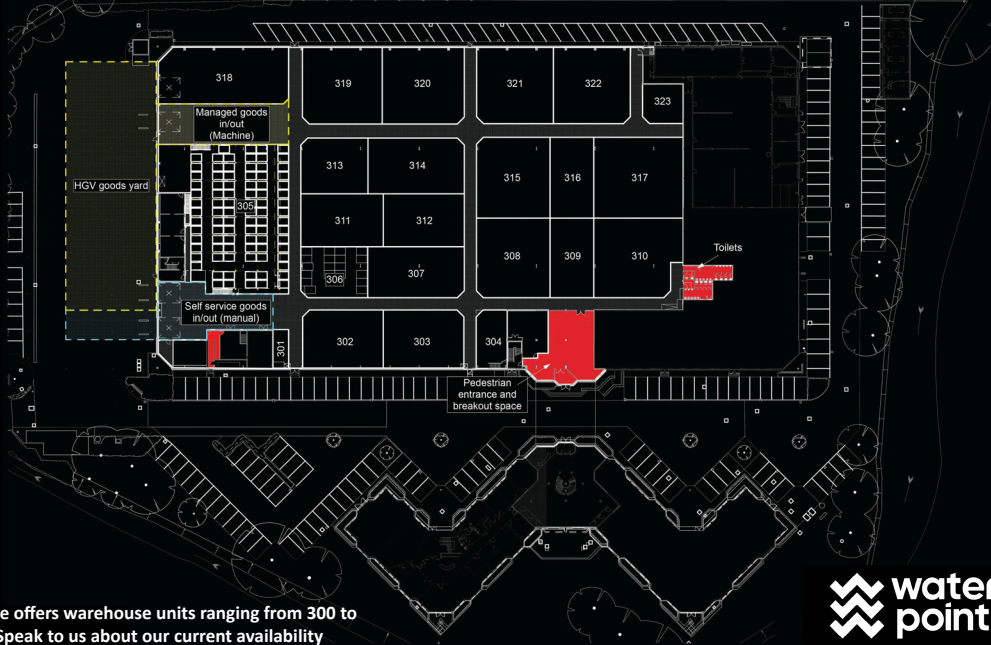 318
319
320
321
322
323
Managed goods
in/out
(Machine)
313
314
315
316
317
HGV goods yard
305
311
312
306
307
308
309
310
Toilets
Self service goods
in/out (manual)
301
302
303
304
Pedestrian
entrance and
breakout space
e offers warehouse units ranging from 300 to
Speak to us about our current availability
water
point